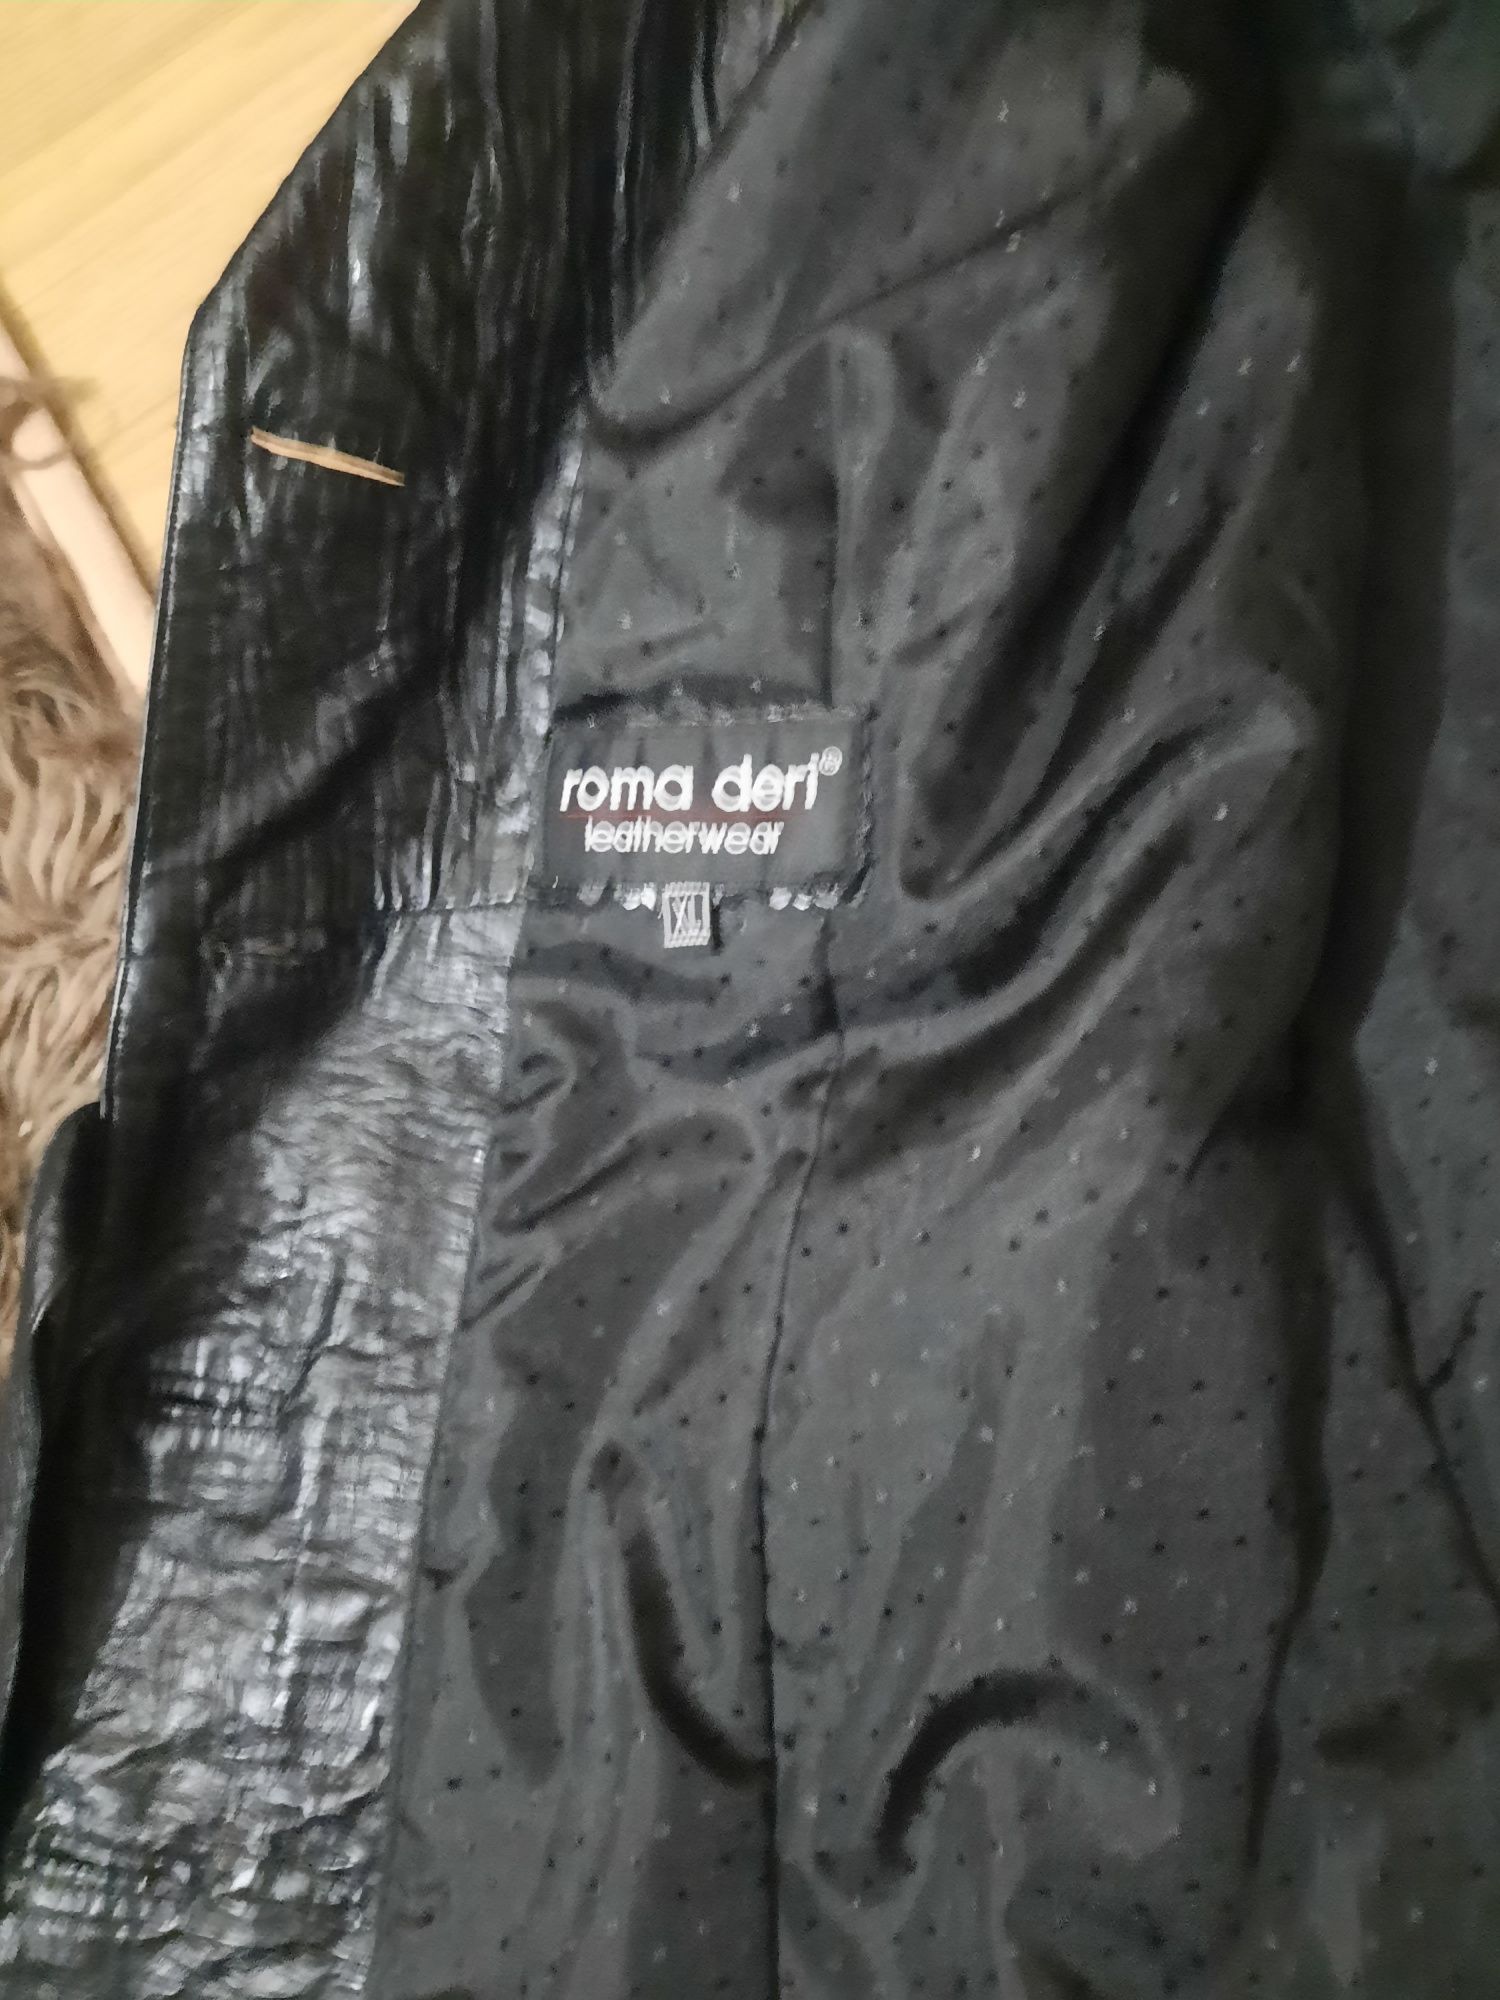 roma deri®
leatherwear
XL